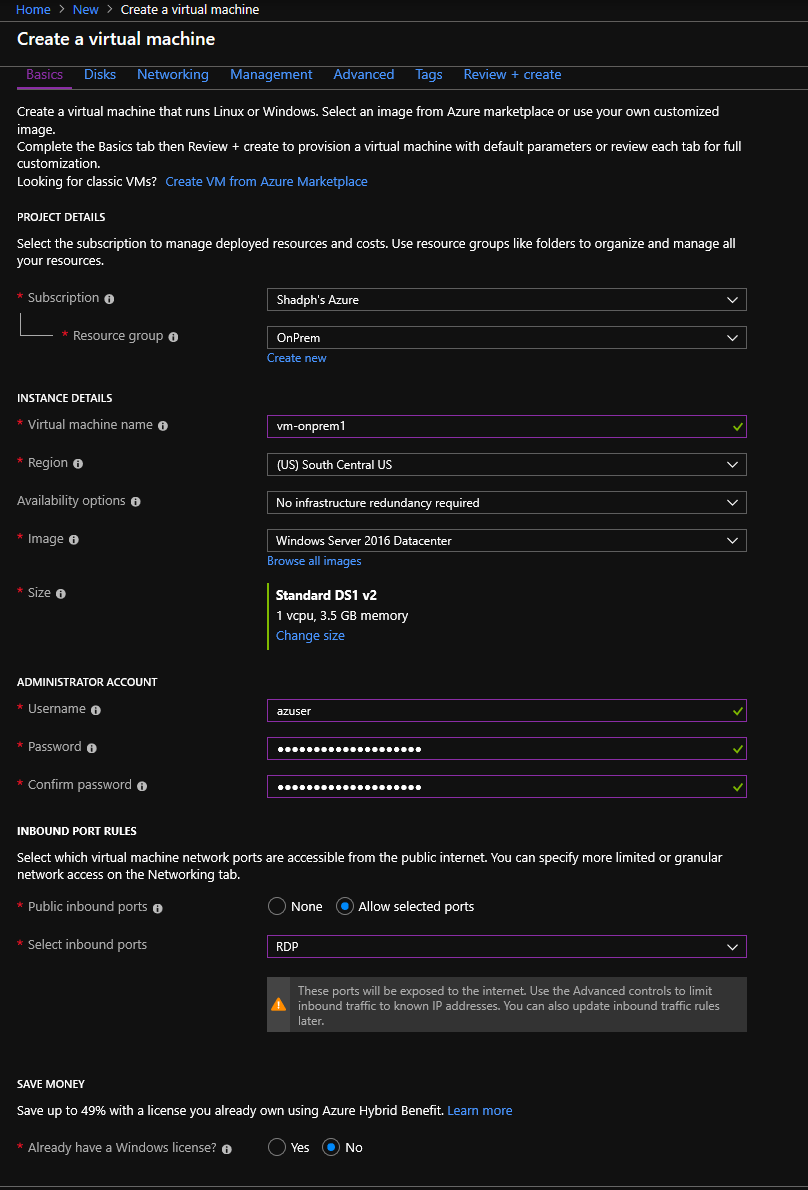 Home > New > Create a virtual machine
Create a virtual machine
Basics Disks Networking Management Advanced Tags Review + create
Create a virtual machine that runs Linux or Windows. Select an image from Azure marketplace or use your own customized
image.
Complete the Basics tab then Review + create to provision a virtual machine with default parameters or review each tab for full
customization.
Looking for classic VMs? Create VM from Azure Marketplace
PROJECT DETAILS
Select the subscription to manage deployed resources and costs. Use resource groups like folders to organize and manage all
your resources.
* Subscription Shadph's Azure
* Resource group OnPrem
Create new
INSTANCE DETAILS
* Virtual machine name vm-onprem1
* Region (US) South Central US
Availability options No infrastructure redundancy required
* Image Windows Server 2016 Datacenter
Browse all images
* Size Standard DS1 v2
1 vcpu, 3.5 GB memory
Change size
ADMINISTRATOR ACCOUNT
* Username azuser
* Password ••••••••••••••••••••
* Confirm password ••••••••••••••••••••
INBOUND PORT RULES
Select which virtual machine network ports are accessible from the public internet. You can specify more limited or granular
network access on the Networking tab.
* Public inbound ports None Allow selected ports
* Select inbound ports RDP
These ports will be exposed to the internet. Use the Advanced controls to limit
inbound traffic to known IP addresses. You can also update inbound traffic rules
later.
SAVE MONEY
Save up to 49% with a license you already own using Azure Hybrid Benefit. Learn more
* Already have a Windows license? Yes No